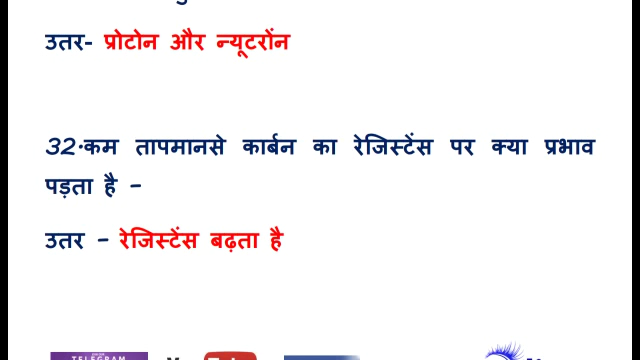 उतर- प्रोटोन और न्यूटरोंन
32·कम तापमानसे कार्बन का रेजिस्टेंस पर क्या प्रभाव
पड़ता है –
उतर – रेजिस्टेंस बढ़ता है
TELEGRAM